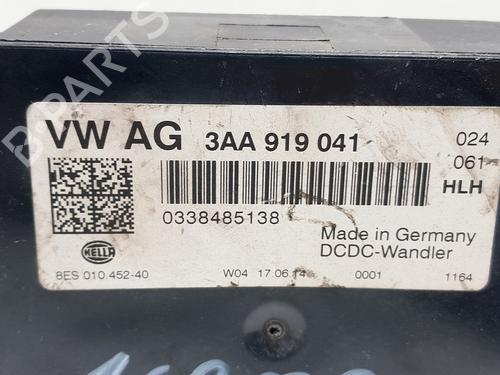 VW AG 3AA 919 041 024
061
HLH
0338485138
Made in Germany
DCDC-Wandler
HELLA
8ES 010.452-40 W04 17.06.14 0001 1164